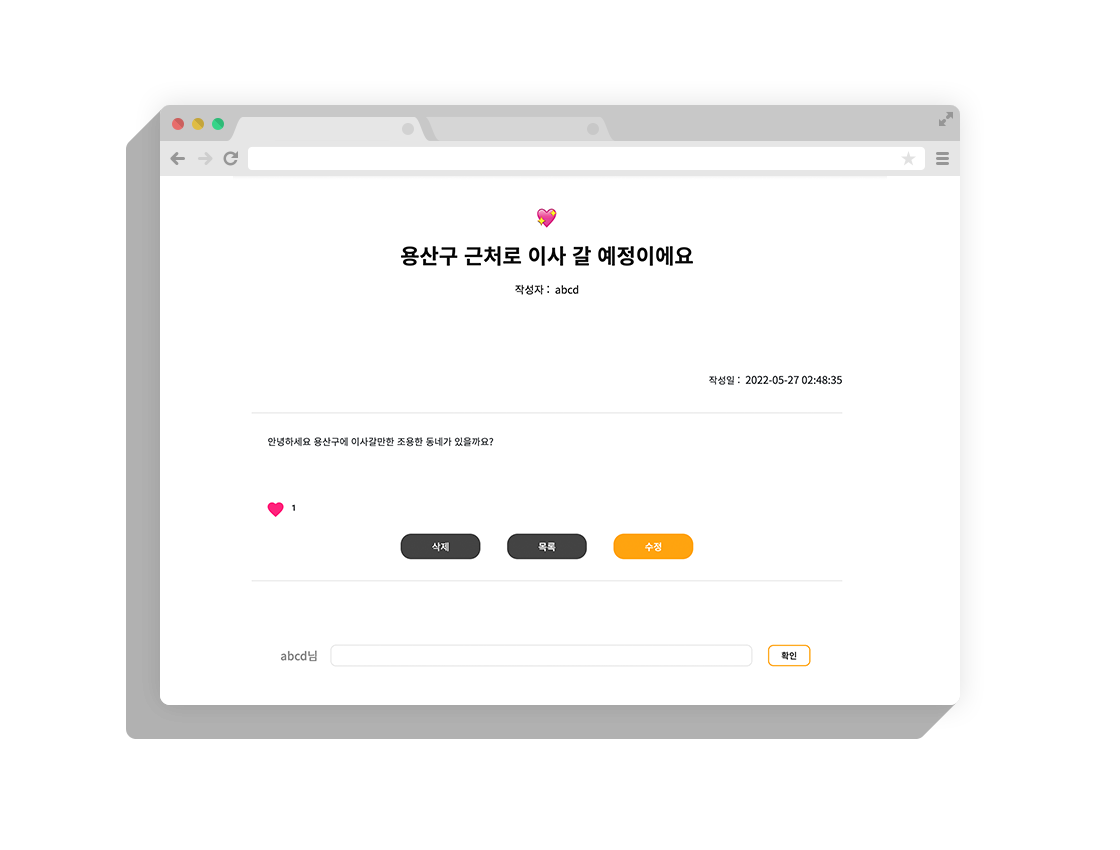 용산구 근처로 이사 갈 예정이에요
작성자 : abcd
작성일 : 2022-05-27 02:48:35
안녕하세요 용산구에 이사갈만한 조용한 동네가 있을까요?
1
삭제 목록 수정
abcd님 확인